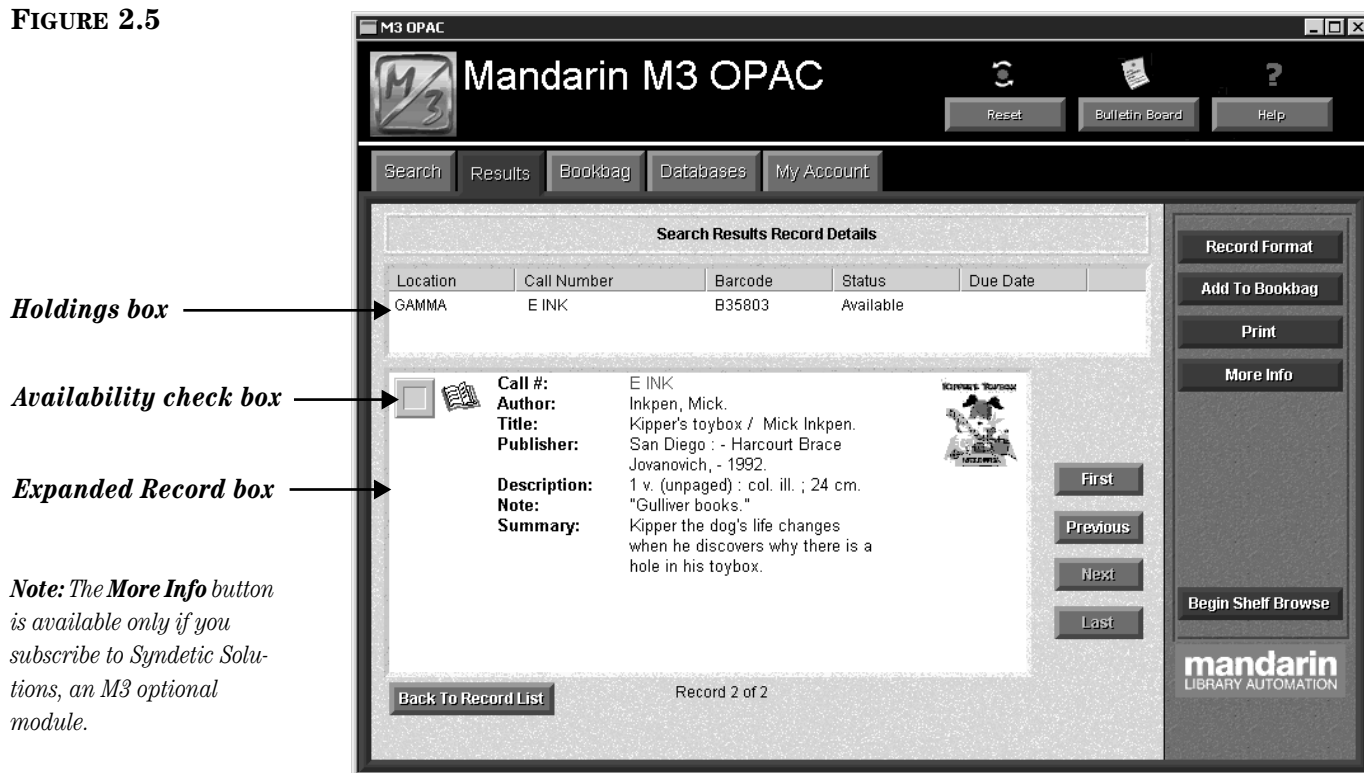 FIGURE 2.5
M3 OPAC
M/3
Mandarin M3 OPAC
Reset
Bulletin Board
?
Help
Search
Results
Bookbag
Databases
My Account
Search Results Record Details
Location Call Number Barcode Status Due Date
GAMMA E INK B35803 Available
Holdings box
Availability check box
Expanded Record box
Note: The More Info button
is available only if you
subscribe to Syndetic Solu-
tions, an M3 optional
module.
Call #: E INK
Author: Inkpen, Mick.
Title: Kipper's toybox / Mick Inkpen.
Publisher: San Diego : - Harcourt Brace
Jovanovich, - 1992.
Description: 1 v. (unpaged) : col. ill. ; 24 cm.
Note: "Gulliver books."
Summary: Kipper the dog's life changes
when he discovers why there is a
hole in his toybox.
KIPPER'S TOYBOX
First
Previous
Next
Last
Back To Record List
Record 2 of 2
Record Format
Add To Bookbag
Print
More Info
Begin Shelf Browse
mandarin
LIBRARY AUTOMATION